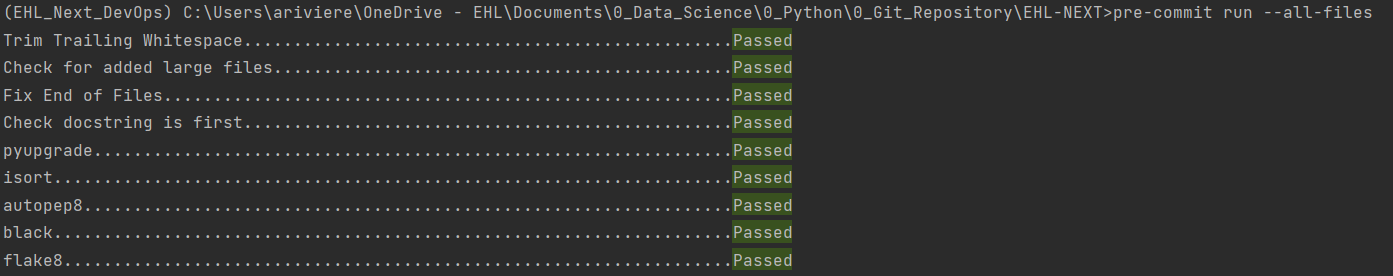 (EHL_Next_DevOps) C:\Users\ariviere\OneDrive - EHL\Documents\0_Data_Science\0_Python\0_Git_Repository\EHL-NEXT>pre-commit run --all-files
Trim Trailing Whitespace.................................................Passed
Check for added large files..............................................Passed
Fix End of Files.........................................................Passed
Check docstring is first.................................................Passed
pyupgrade................................................................Passed
isort....................................................................Passed
autopep8.................................................................Passed
black....................................................................Passed
flake8...................................................................Passed